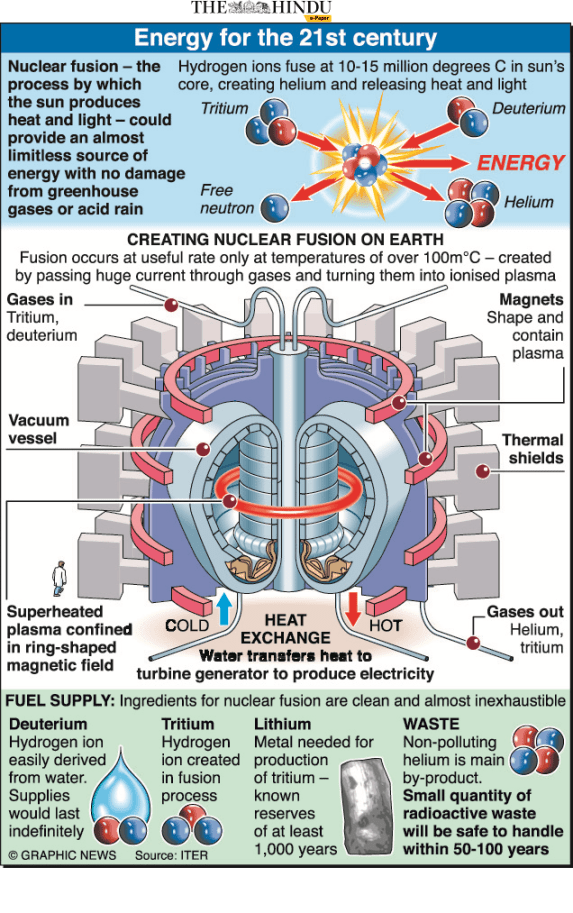 THE HINDU
e-Paper
Energy for the 21st century
Nuclear fusion – the
process by which
the sun produces
heat and light – could
provide an almost
limitless source of
energy with no damage
from greenhouse
gases or acid rain
Hydrogen ions fuse at 10-15 million degrees C in sun's
core, creating helium and releasing heat and light
Tritium
Deuterium
ENERGY
Free
neutron
Helium
CREATING NUCLEAR FUSION ON EARTH
Fusion occurs at useful rate only at temperatures of over 100m°C – created
by passing huge current through gases and turning them into ionised plasma
Gases in
Tritium,
deuterium
Magnets
Shape and
contain
plasma
Vacuum
vessel
Thermal
shields
Superheated
plasma confined
in ring-shaped
magnetic field
COLD
HEAT
EXCHANGE
HOT
Water transfers heat to
turbine generator to produce electricity
Gases out
Helium,
tritium
FUEL SUPPLY: Ingredients for nuclear fusion are clean and almost inexhaustible
Deuterium
Hydrogen ion
easily derived
from water.
Supplies
would last
indefinitely
Tritium
Hydrogen
ion created
in fusion
process
Lithium
Metal needed for
production
of tritium –
known
reserves
of at least
1,000 years
WASTE
Non-polluting
helium is main
by-product.
Small quantity of
radioactive waste
will be safe to handle
within 50-100 years
© GRAPHIC NEWS Source: ITER